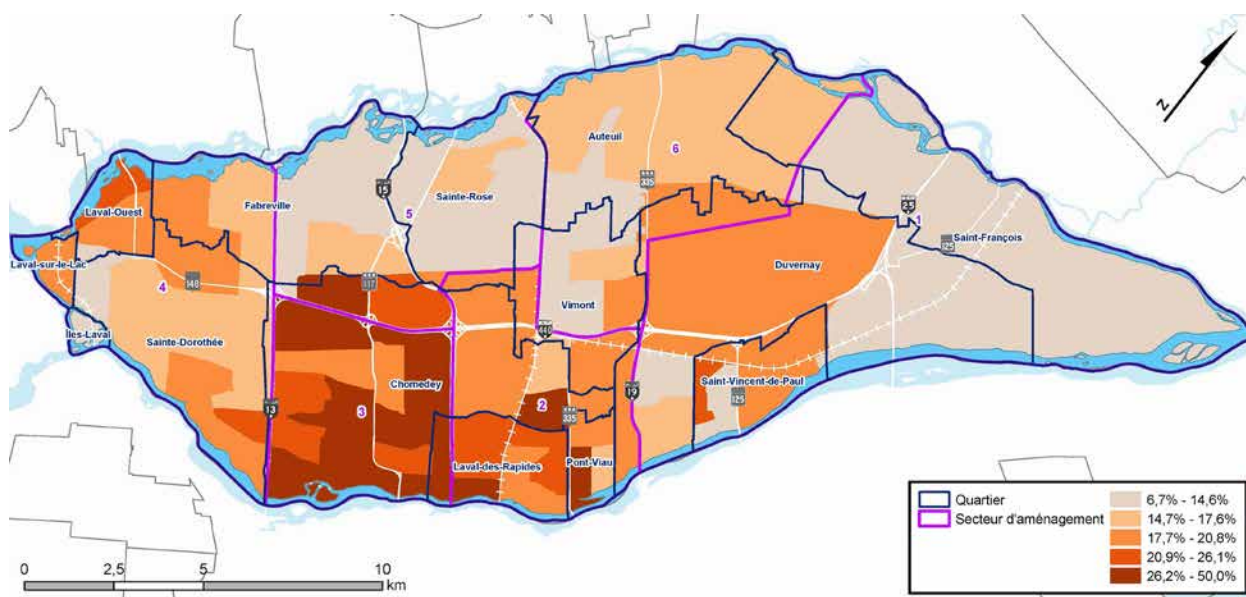 Auteuil
6
335
Sainte-Rose
15
5
Fabreville
Laval-Ouest
Laval-sur-le-Lac
4
148
Îles-Laval
Sainte-Dorothée
117
Vimont
440
Duvernay
25
1
125
Saint-François
Chomedey
13
3
2
335
19
Saint-Vincent-de-Paul
125
Laval-des-Rapides
Pont-Viau
N
Quartier
Secteur d'aménagement
6,7% - 14,6%
14,7% - 17,6%
17,7% - 20,8%
20,9% - 26,1%
26,2% - 50,0%
0 2,5 5 10
km